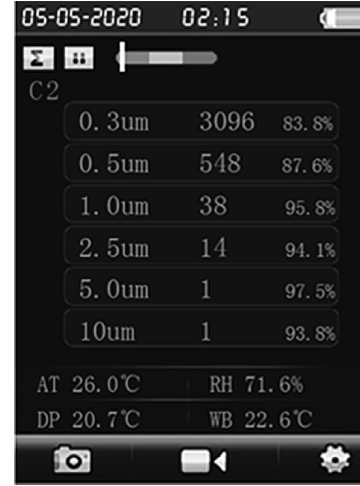 05-05-2020 02:15
Σ
C2
0.3um 3096 83.8%
0.5um 548 87.6%
1.0um 38 95.8%
2.5um 14 94.1%
5.0um 1 97.5%
10um 1 93.8%
AT 26.0℃ RH 71.6%
DP 20.7℃ WB 22.6℃